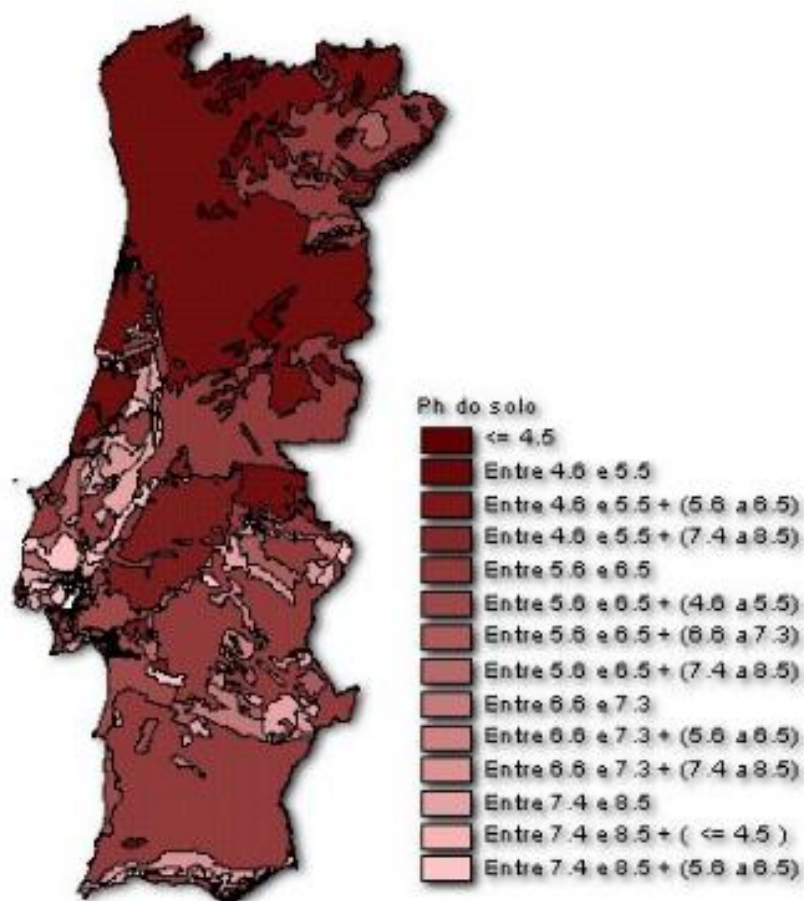 Ph do solo
<= 4.5
Entre 4.6 e 5.5
Entre 4.6 e 5.5 + (5.6 a 6.5)
Entre 4.6 e 5.5 + (7.4 a 8.5)
Entre 5.6 e 6.5
Entre 5.6 e 6.5 + (4.6 a 5.5)
Entre 5.6 e 6.5 + (6.6 a 7.3)
Entre 5.6 e 6.5 + (7.4 a 8.5)
Entre 6.6 e 7.3
Entre 6.6 e 7.3 + (5.6 a 6.5)
Entre 6.6 e 7.3 + (7.4 a 8.5)
Entre 7.4 e 8.5
Entre 7.4 e 8.5 + ( <= 4.5 )
Entre 7.4 e 8.5 + (5.6 a 6.5)